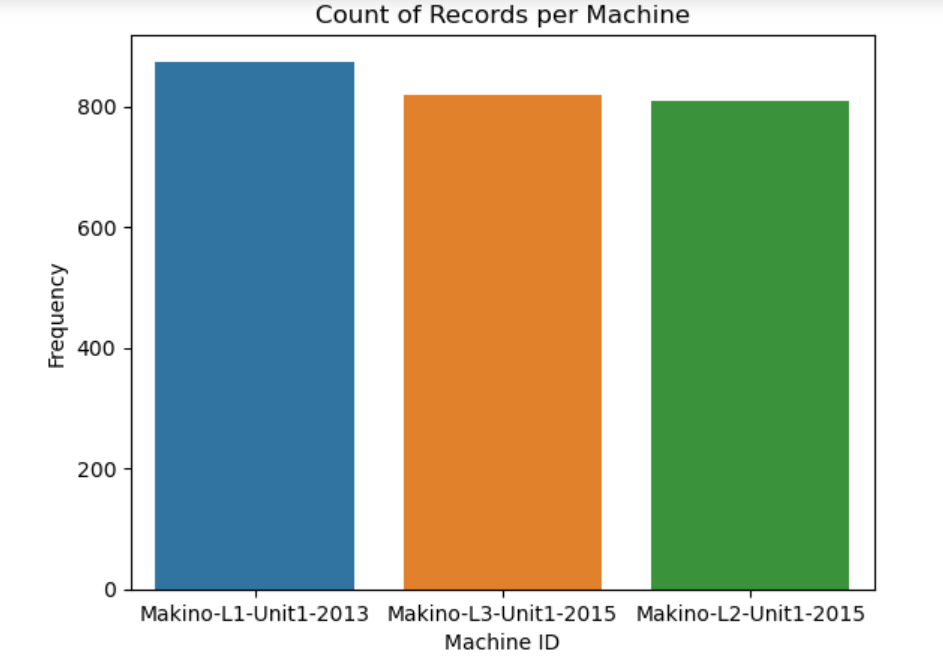 Count of Records per Machine
800
600
400
200
0
Frequency
Makino-L1-Unit1-2013 Makino-L3-Unit1-2015 Makino-L2-Unit1-2015
Machine ID